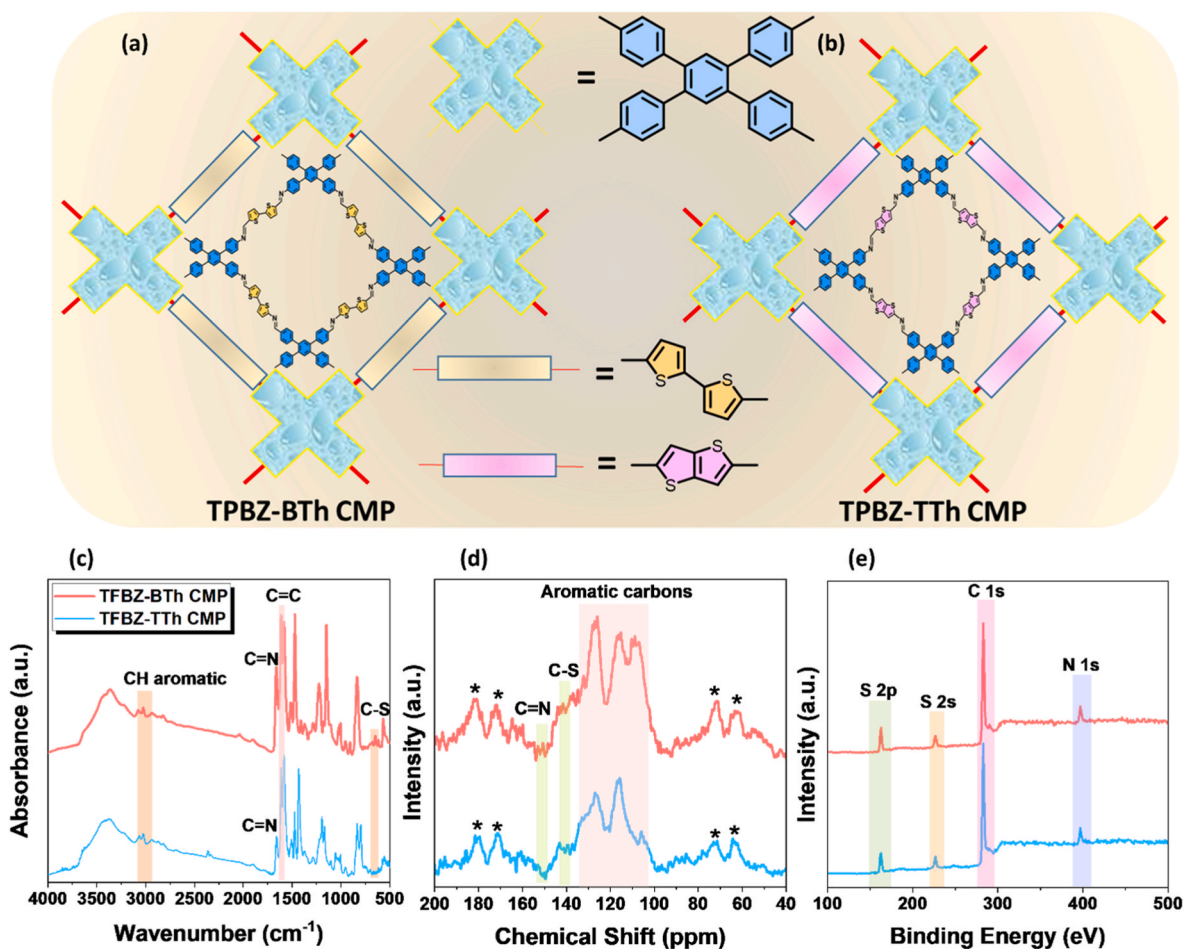 (a)
=
(b)
=
S
S
=
S
S
TPBZ-BTh CMP
TPBZ-TTh CMP
(c)
TFBZ-BTh CMP
TFBZ-TTh CMP
C=C
C=N
CH aromatic
C-S
C=N
Absorbance (a.u.)
4000 3500 3000 2500 2000 1500 1000 500
Wavenumber (cm⁻¹)
(d)
Aromatic carbons
C-S
C=N
* * * *
* * * *
Intensity (a.u.)
200 180 160 140 120 100 80 60 40
Chemical Shift (ppm)
(e)
C 1s
N 1s
S 2p
S 2s
Intensity (a.u.)
100 200 300 400 500
Binding Energy (eV)